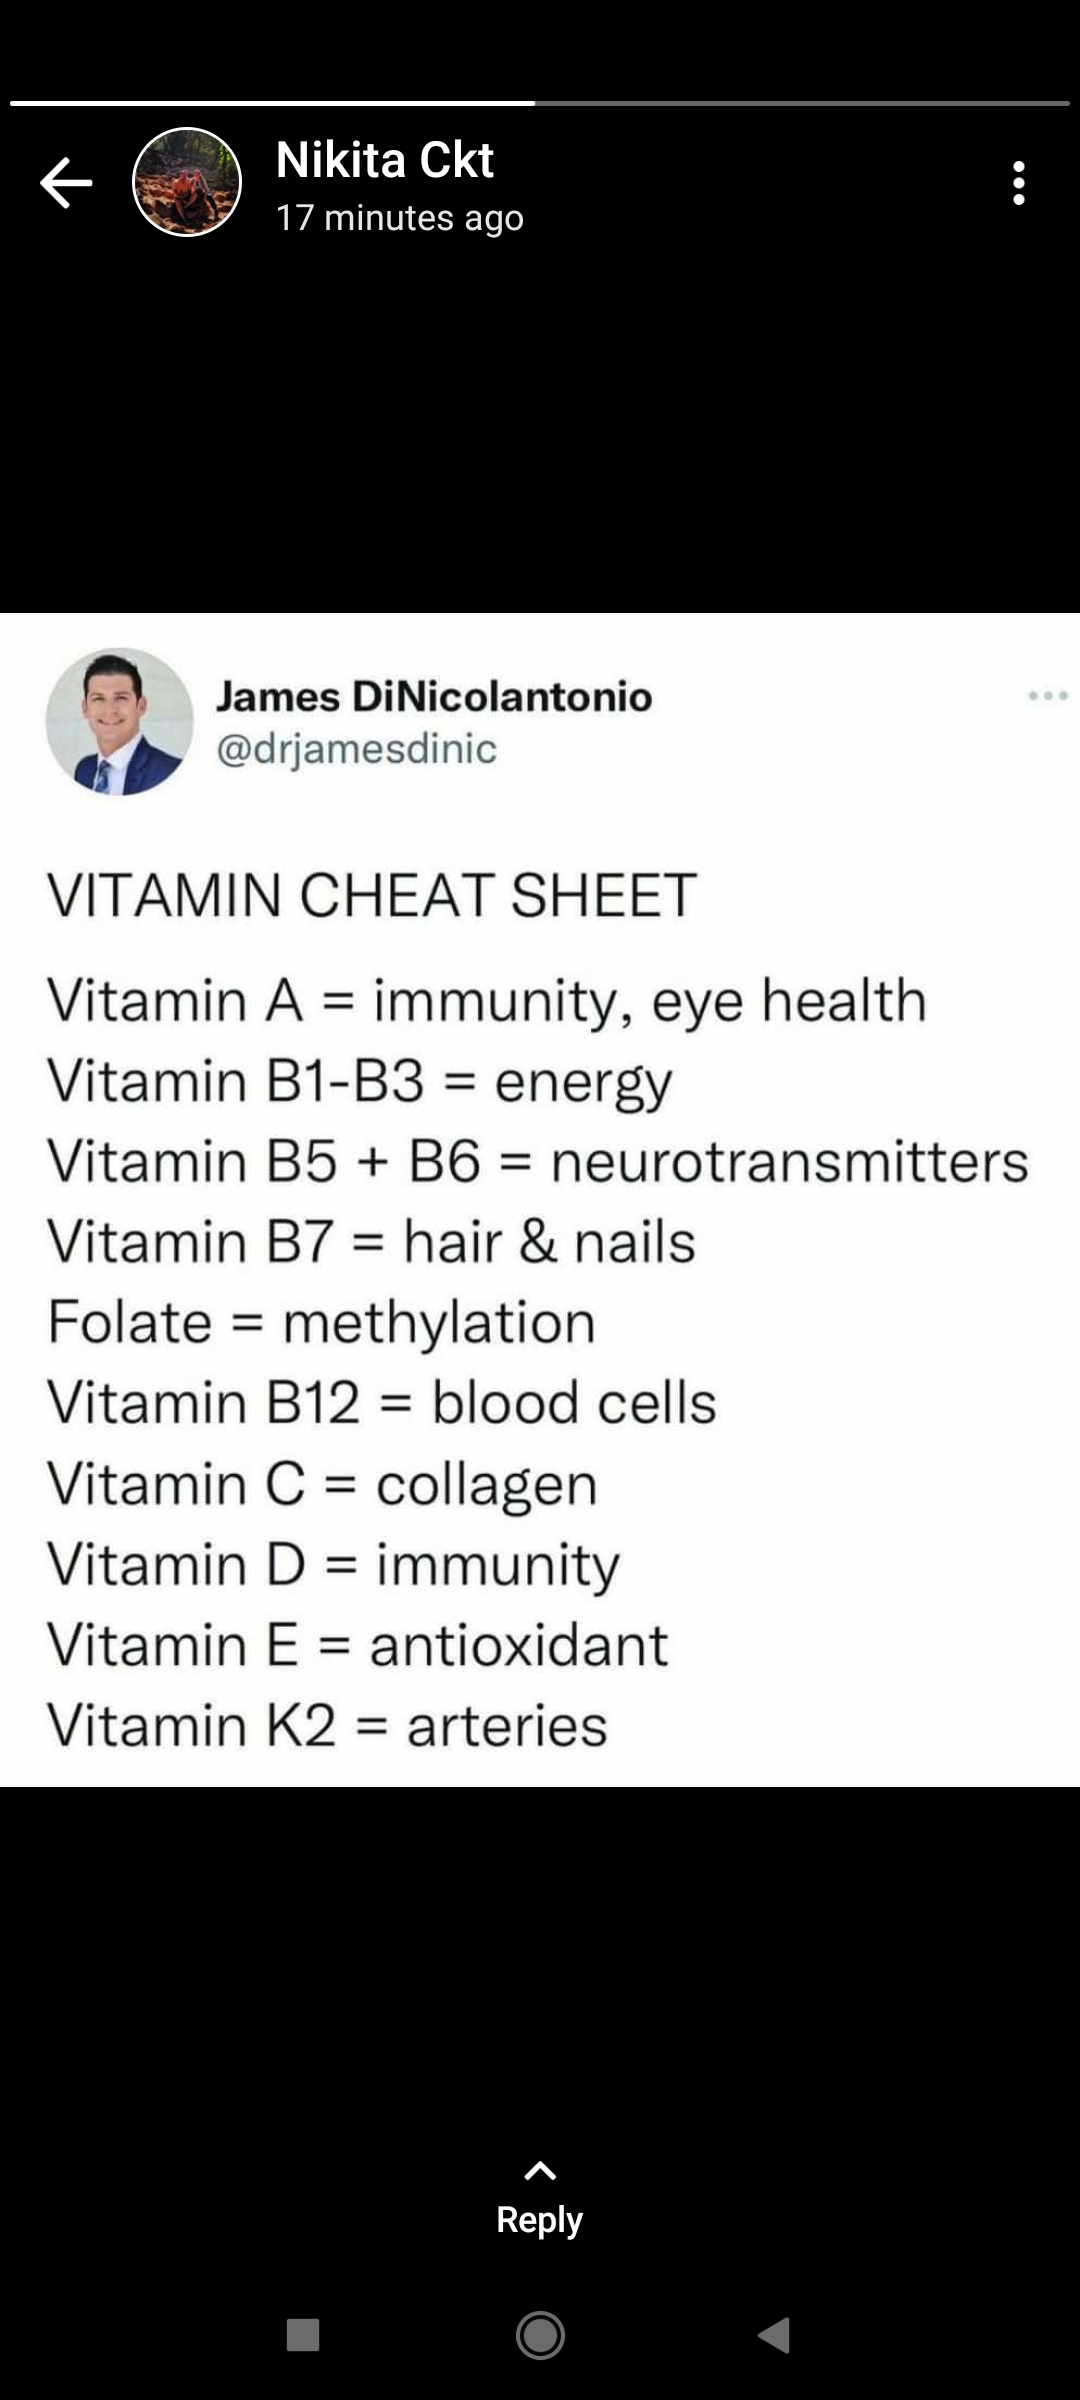 Nikita Ckt
17 minutes ago
James DiNicolantonio
@drjamesdinic
VITAMIN CHEAT SHEET
Vitamin A = immunity, eye health
Vitamin B1-B3 = energy
Vitamin B5 + B6 = neurotransmitters
Vitamin B7 = hair & nails
Folate = methylation
Vitamin B12 = blood cells
Vitamin C = collagen
Vitamin D = immunity
Vitamin E = antioxidant
Vitamin K2 = arteries
Reply